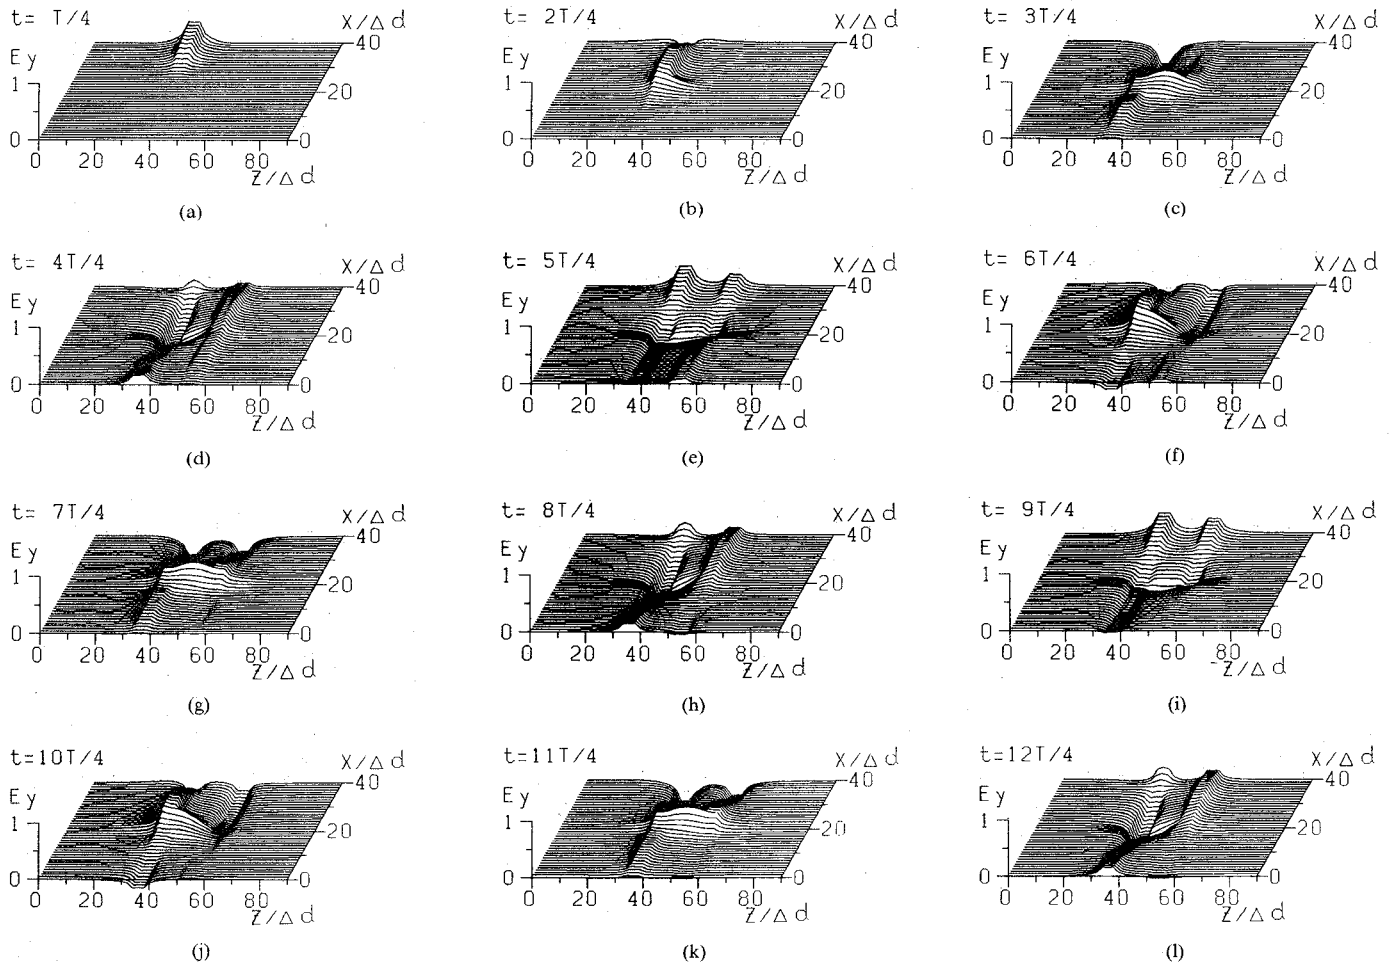 t= T/4 X/Δd
Ey 40
1
20
0 0
0 20 40 60 80
Z/Δd
(a)
t= 2T/4 X/Δd
Ey 40
1
20
0 0
0 20 40 60 80
Z/Δd
(b)
t= 3T/4 X/Δd
Ey 40
1
20
0 0
0 20 40 60 80
Z/Δd
(c)
t= 4T/4 X/Δd
Ey 40
1
20
0 0
0 20 40 60 80
Z/Δd
(d)
t= 5T/4 X/Δd
Ey 40
1
20
0 0
0 20 40 60 80
Z/Δd
(e)
t= 6T/4 X/Δd
Ey 40
1
20
0 0
0 20 40 60 80
Z/Δd
(f)
t= 7T/4 X/Δd
Ey 40
1
20
0 0
0 20 40 60 80
Z/Δd
(g)
t= 8T/4 X/Δd
Ey 40
1
20
0 0
0 20 40 60 80
Z/Δd
(h)
t= 9T/4 X/Δd
Ey 40
1
20
0 0
0 20 40 60 80
Z/Δd
(i)
t=10T/4 X/Δd
Ey 40
1
20
0 0
0 20 40 60 80
Z/Δd
(j)
t=11T/4 X/Δd
Ey 40
1
20
0 0
0 20 40 60 80
Z/Δd
(k)
t=12T/4 X/Δd
Ey 40
1
20
0 0
0 20 40 60 80
Z/Δd
(l)